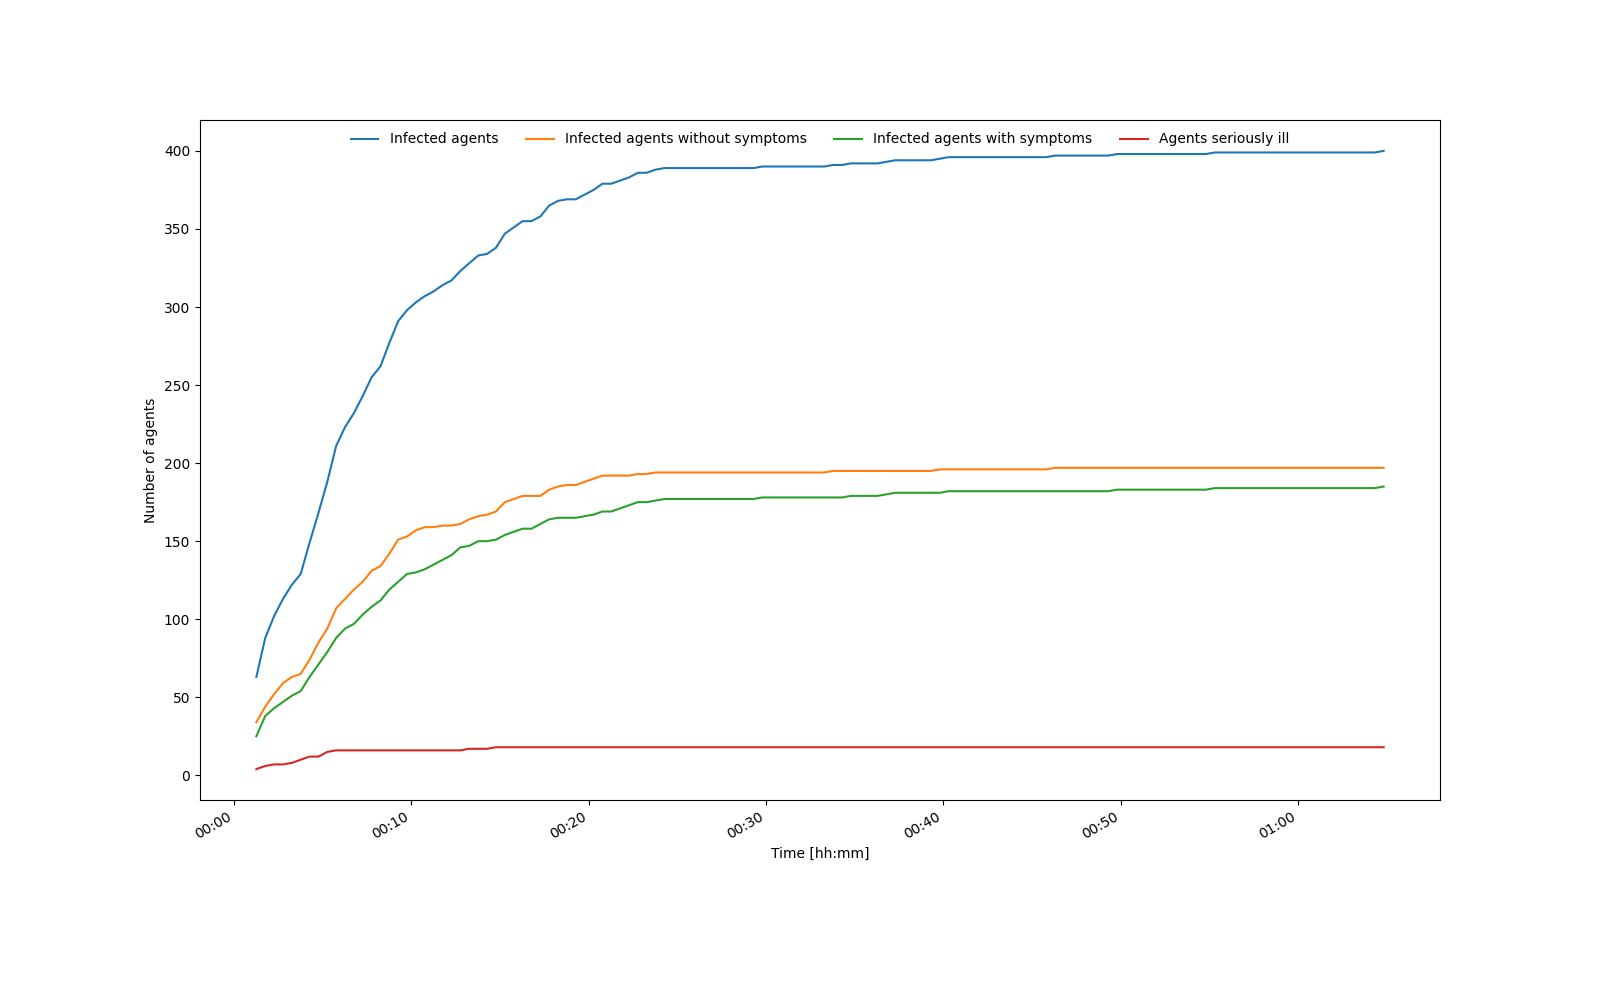 Infected agents Infected agents without symptoms Infected agents with symptoms Agents seriously ill
400
350
300
250
200
150
100
50
0
Number of agents
00:00 00:10 00:20 00:30 00:40 00:50 01:00
Time [hh:mm]